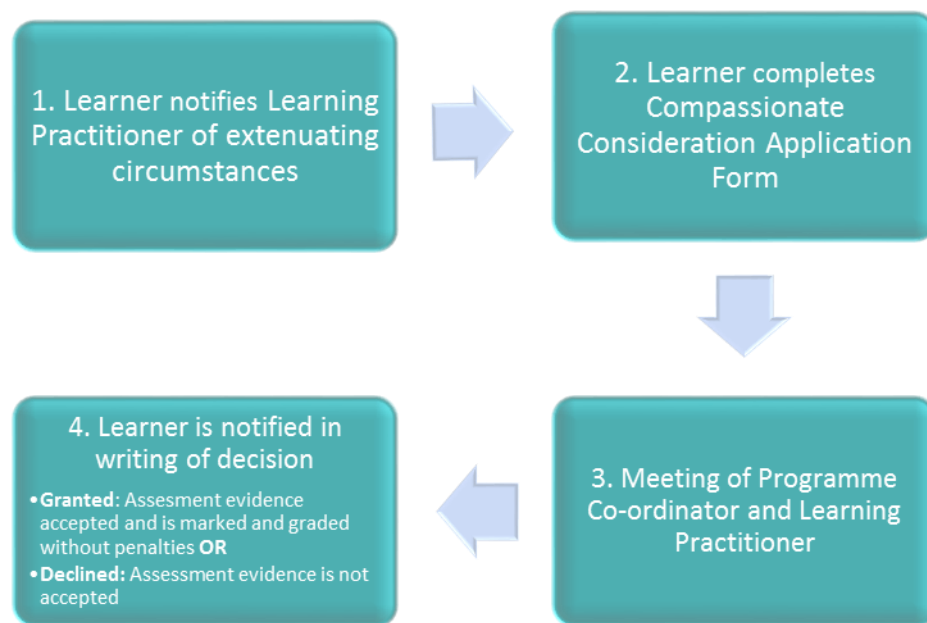 1. Learner notifies Learning
Practitioner of extenuating
circumstances
2. Learner completes
Compassionate
Consideration Application
Form
3. Meeting of Programme
Co-ordinator and Learning
Practitioner
4. Learner is notified in
writing of decision
•Granted: Assesment evidence
accepted and is marked and graded
without penalties OR
•Declined: Assessment evidence is not
accepted